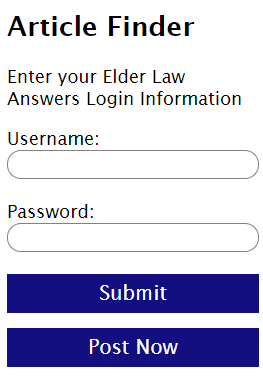 Article Finder
Enter your Elder Law
Answers Login Information
Username:
Password:
Submit
Post Now